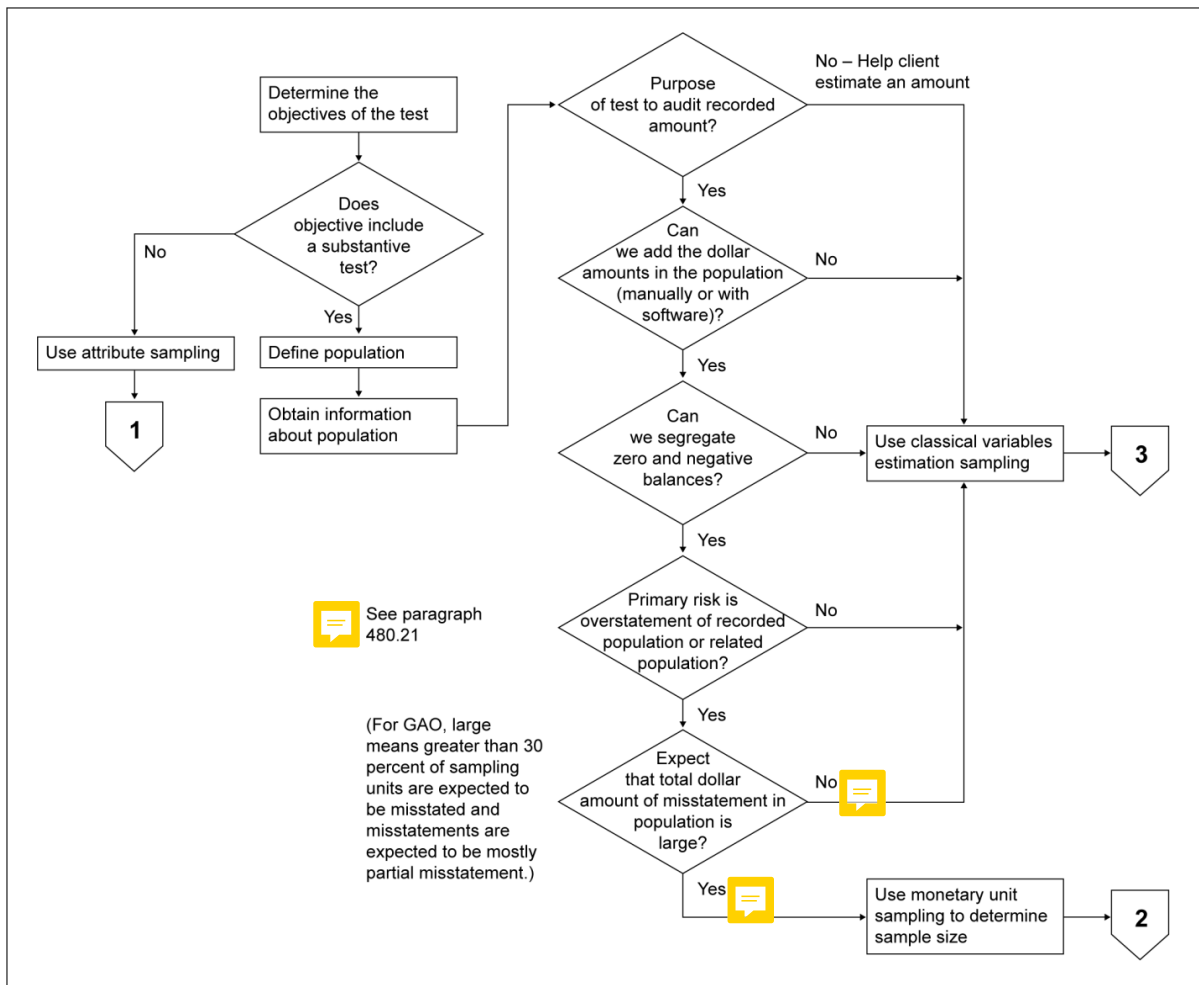 Determine the
objectives of the test
Does
objective include
a substantive
test?
No
Yes
Use attribute sampling
1
Define population
Obtain information
about population
Purpose
of test to audit recorded
amount?
No – Help client
estimate an amount
Yes
Can
we add the dollar
amounts in the population
(manually or with
software)?
No
Yes
Can
we segregate
zero and negative
balances?
No
Use classical variables
estimation sampling
3
Yes
See paragraph
480.21
Primary risk is
overstatement of recorded
population or related
population?
No
Yes
(For GAO, large
means greater than 30
percent of sampling
units are expected to
be misstated and
misstatements are
expected to be mostly
partial misstatement.)
Expect
that total dollar
amount of misstatement in
population is
large?
No
Yes
Use monetary unit
sampling to determine
sample size
2